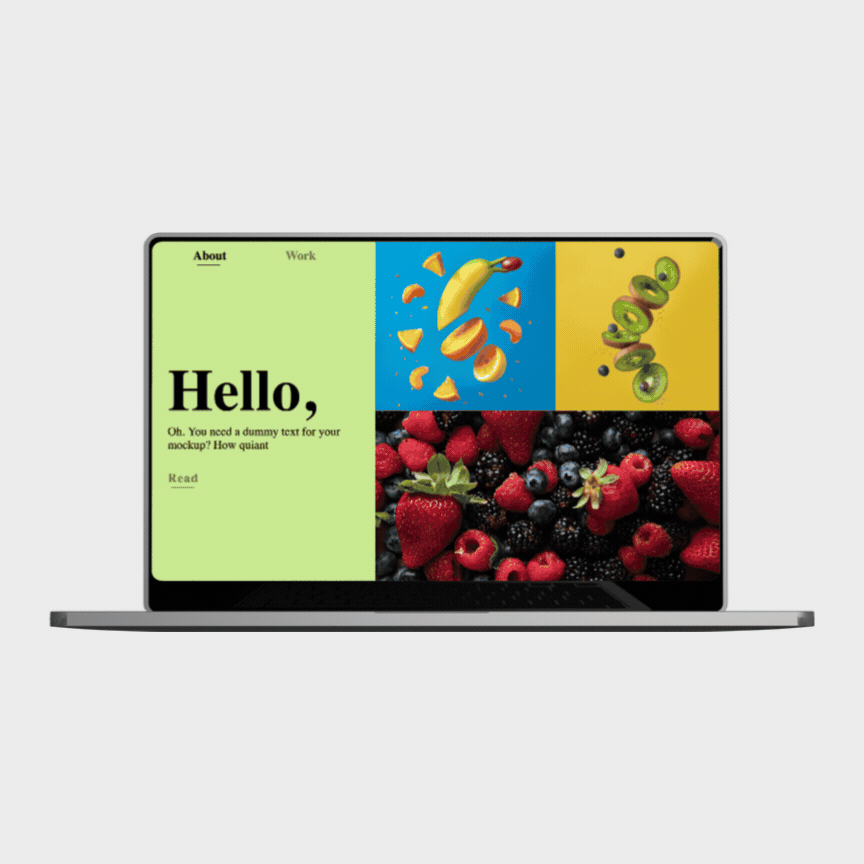 About
Work
Hello,
Oh. You need a dummy text for your
mockup? How quiant
Read